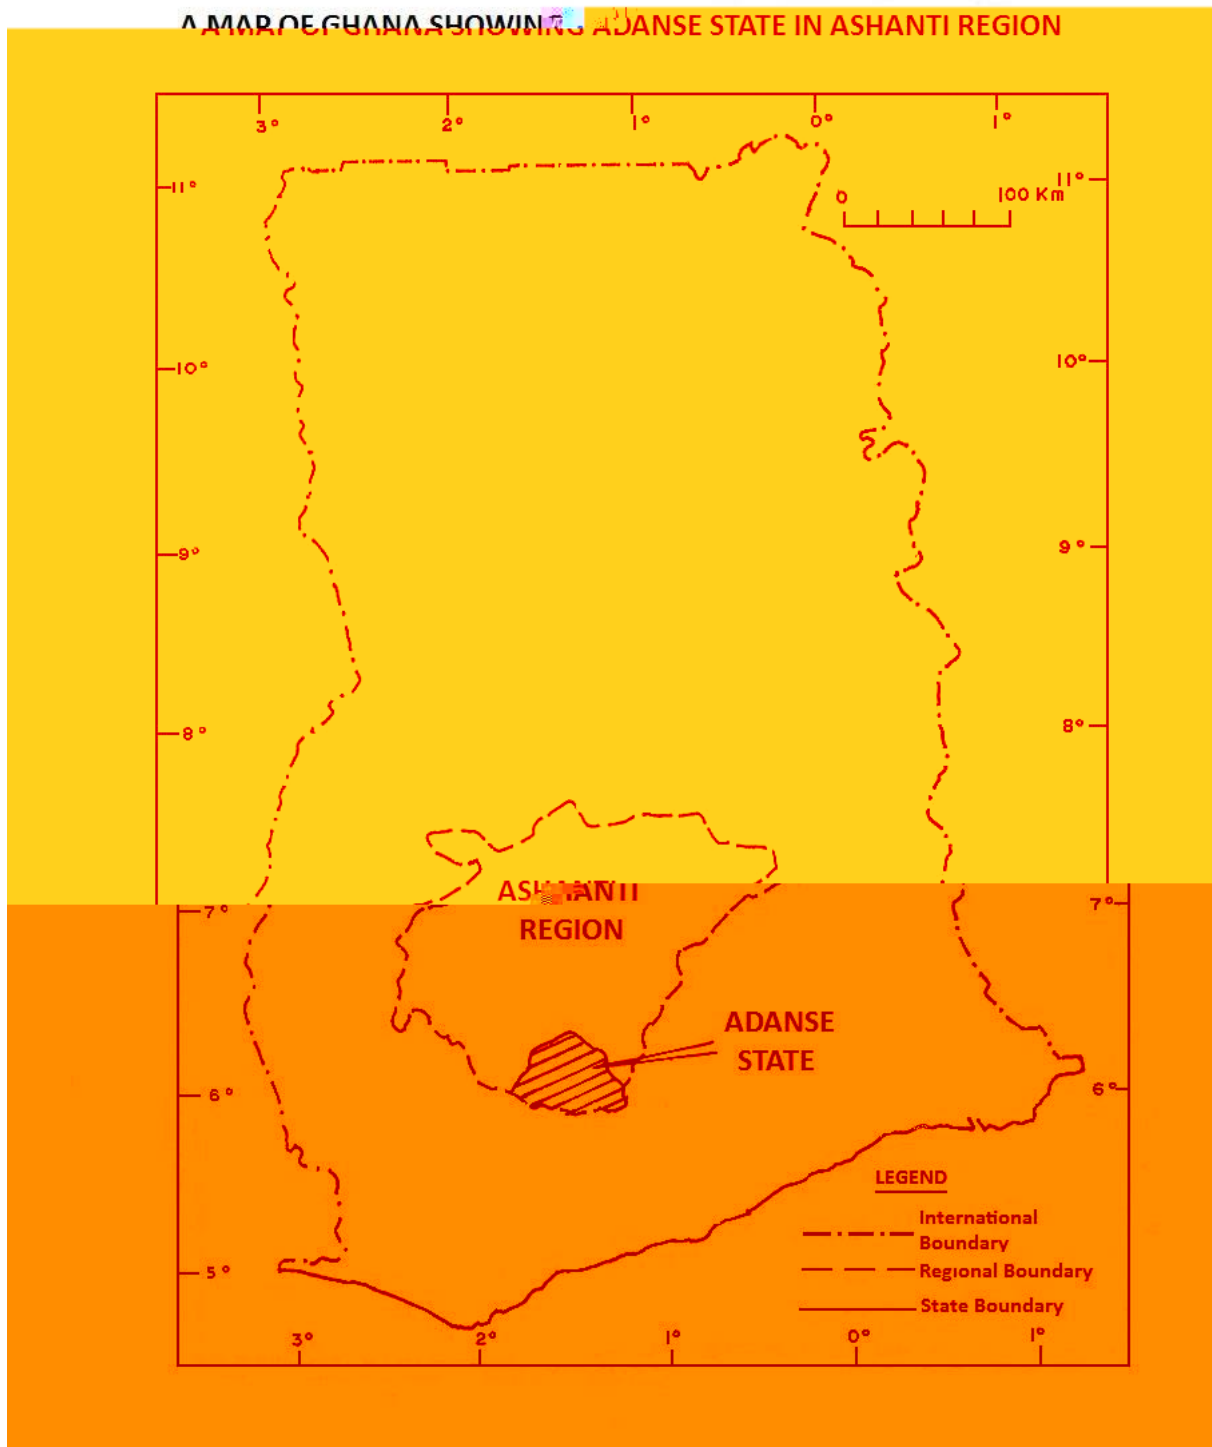 A MAP OF GHANA SHOWING ADANSE STATE IN ASHANTI REGION
3° 2° 1° 0° 1°
11° 11°
0 100 Km
10° 10°
9° 9°
8° 8°
ASHANTI
7° 7°
REGION
ADANSE
STATE
6° 6°
LEGEND
International
Boundary
5° Regional Boundary
State Boundary
3° 2° 1° 0° 1°